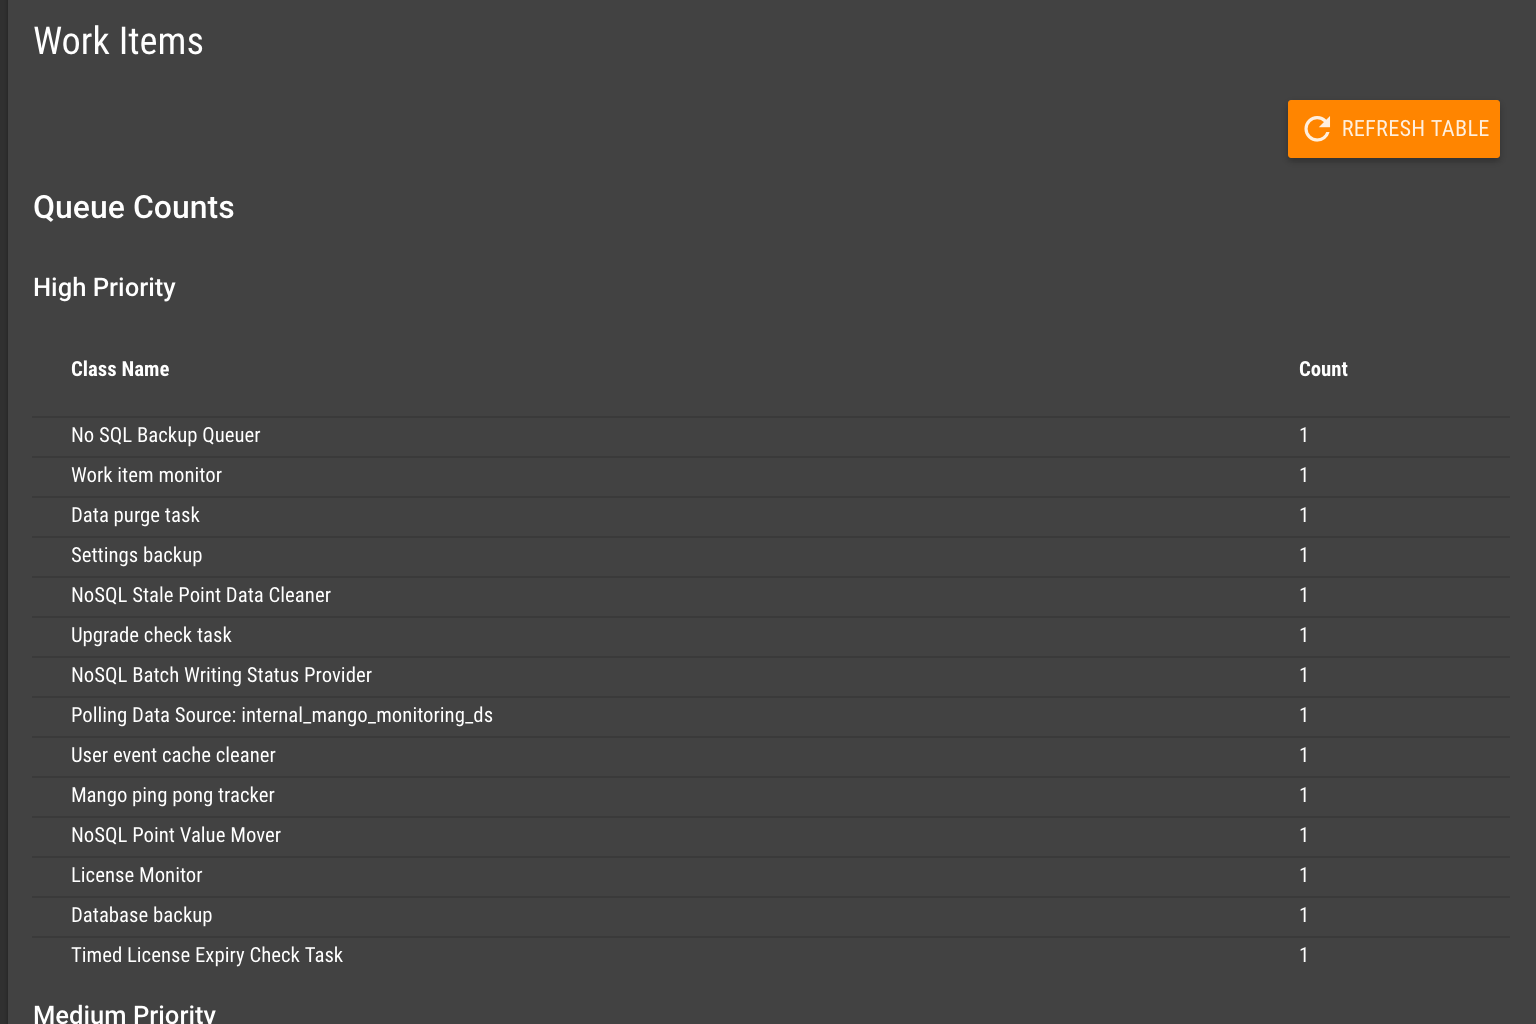 Work Items
REFRESH TABLE
Queue Counts
High Priority
Class Name Count
No SQL Backup Queuer 1
Work item monitor 1
Data purge task 1
Settings backup 1
NoSQL Stale Point Data Cleaner 1
Upgrade check task 1
NoSQL Batch Writing Status Provider 1
Polling Data Source: internal_mango_monitoring_ds 1
User event cache cleaner 1
Mango ping pong tracker 1
NoSQL Point Value Mover 1
License Monitor 1
Database backup 1
Timed License Expiry Check Task 1
Medium Priority